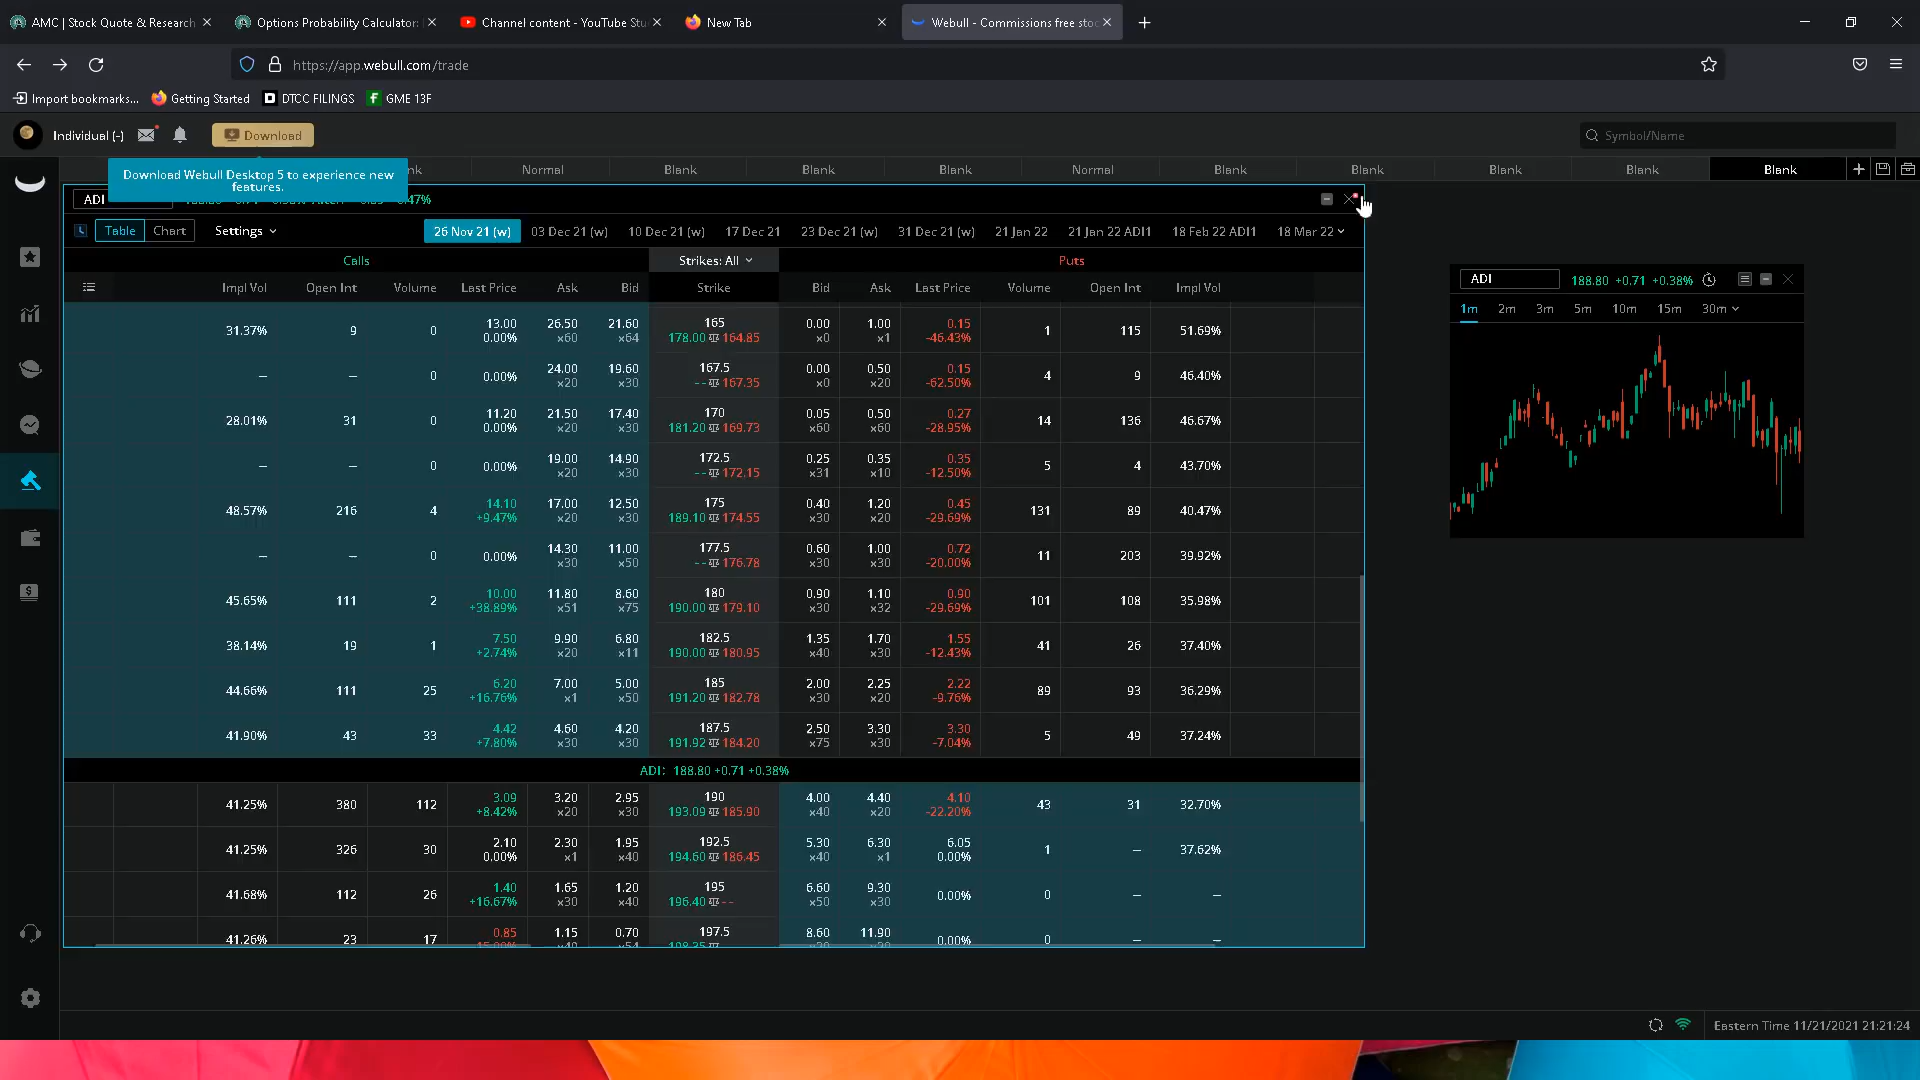 AMC | Stock Quote & Research
Options Probability Calculator:
Channel content - YouTube Stu
New Tab
Webull - Commissions free stoc
https://app.webull.com/trade
Import bookmarks...
Getting Started
DTCC FILINGS
GME 13F
Individual (-)
Download
Symbol/Name
Download Webull Desktop 5 to experience new
features.
nk Normal Blank Blank Blank Normal Blank Blank Blank Blank Blank
ADI
.47%
Table Chart Settings
26 Nov 21 (w) 03 Dec 21 (w) 10 Dec 21 (w) 17 Dec 21 23 Dec 21 (w) 31 Dec 21 (w) 21 Jan 22 21 Jan 22 ADI1 18 Feb 22 ADI1 18 Mar 22
Calls Strikes: All Puts
Impl Vol Open Int Volume Last Price Ask Bid Strike Bid Ask Last Price Volume Open Int Impl Vol
31.37% 9 0 13.00 26.50 21.60 165 0.00 1.00 0.15 1 115 51.69%
0.00% x60 x64 178.00 164.85 x0 x1 -46.43%
— — 0 0.00% 24.00 19.60 167.5 0.00 0.50 0.15 4 9 46.40%
x20 x30 -- 167.35 x0 x20 -62.50%
28.01% 31 0 11.20 21.50 17.40 170 0.05 0.50 0.27 14 136 46.67%
0.00% x20 x30 181.20 169.73 x60 x60 -28.95%
— — 0 0.00% 19.00 14.90 172.5 0.25 0.35 0.35 5 4 43.70%
x20 x30 -- 172.15 x31 x10 -12.50%
48.57% 216 4 14.10 17.00 12.50 175 0.40 1.20 0.45 131 89 40.47%
+9.47% x20 x30 189.10 174.55 x30 x20 -29.69%
— — 0 0.00% 14.30 11.00 177.5 0.60 1.00 0.72 11 203 39.92%
x30 x50 -- 176.78 x30 x30 -20.00%
45.65% 111 2 10.00 11.80 8.60 180 0.90 1.10 0.90 101 108 35.98%
+38.89% x51 x75 190.00 179.10 x30 x32 -29.69%
38.14% 19 1 7.50 9.90 6.80 182.5 1.35 1.70 1.55 41 26 37.40%
+2.74% x20 x11 190.00 180.95 x40 x30 -12.43%
44.66% 111 25 6.20 7.00 5.00 185 2.00 2.25 2.22 89 93 36.29%
+16.76% x1 x50 191.20 182.78 x30 x20 -9.76%
41.90% 43 33 4.42 4.60 4.20 187.5 2.50 3.30 3.30 5 49 37.24%
+7.80% x30 x30 191.92 184.20 x75 x30 -7.04%
ADI: 188.80 +0.71 +0.38%
41.25% 380 112 3.09 3.20 2.95 190 4.00 4.40 4.10 43 31 32.70%
+8.42% x20 x30 193.09 185.90 x40 x20 -22.20%
41.25% 326 30 2.10 2.30 1.95 192.5 5.30 6.30 6.05 1 — 37.62%
0.00% x1 x40 194.60 186.45 x40 x1 0.00%
41.68% 112 26 1.40 1.65 1.20 195 6.60 9.30 0.00% 0 — —
+16.67% x30 x40 196.40 -- x50 x30
41.26% 23 17 0.85 1.15 0.70 197.5 8.60 11.90 0.00% 0 — —
ADI 188.80 +0.71 +0.38%
1m 2m 3m 5m 10m 15m 30m
Eastern Time 11/21/2021 21:21:24